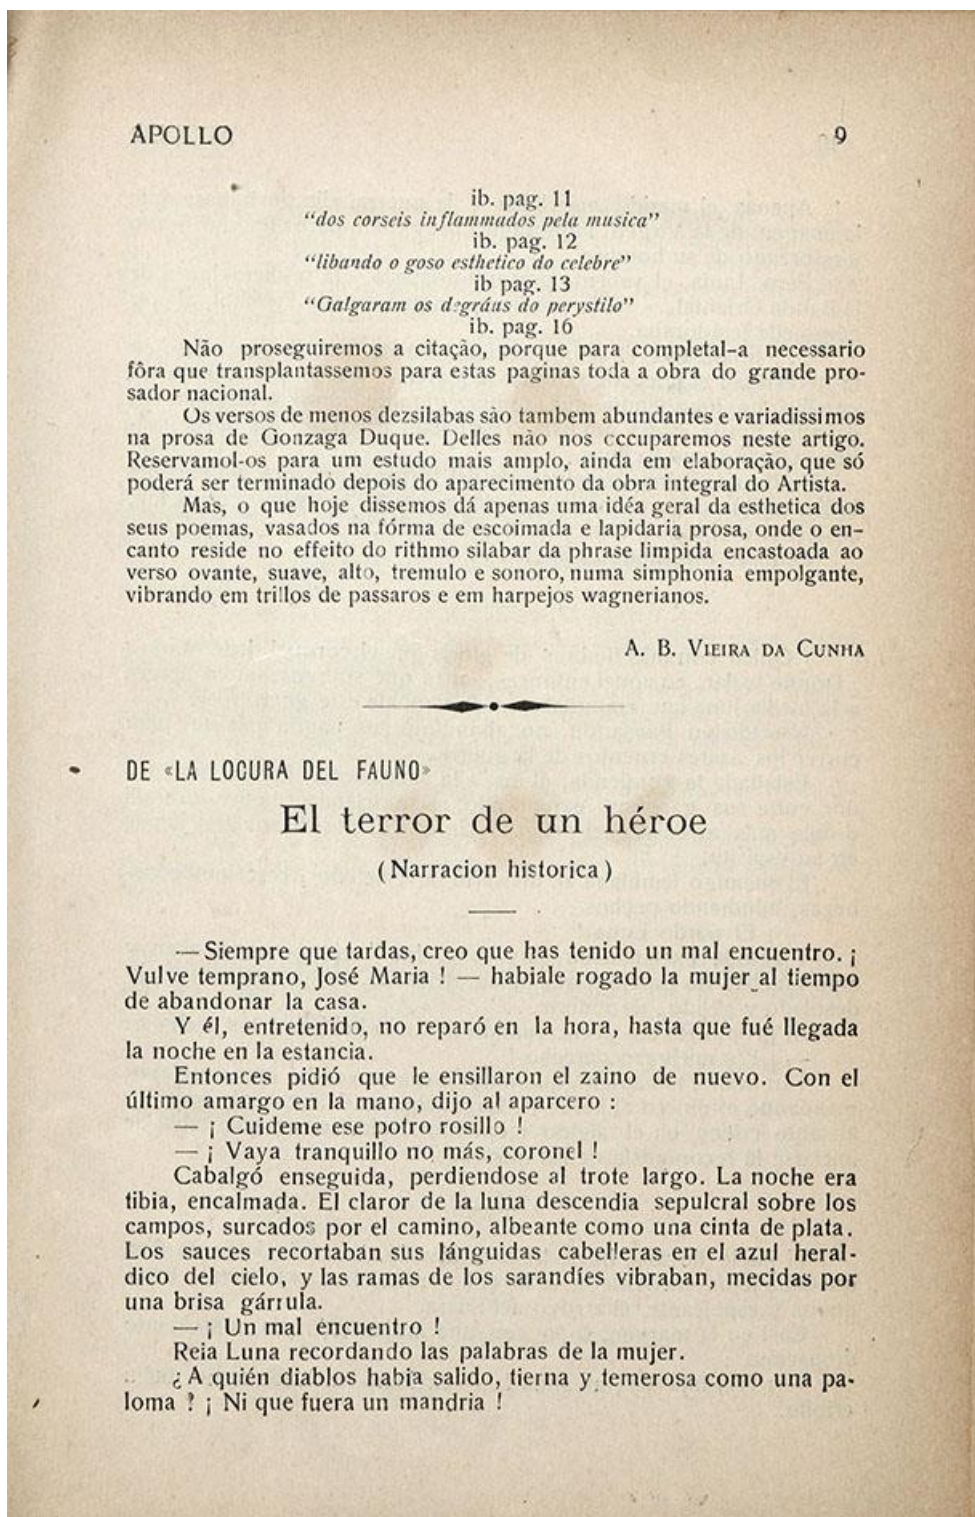 APOLLO 9
ib. pag. 11
“dos corseis inflammados pela musica”
ib. pag. 12
“libando o goso esthetico do celebre”
ib pag. 13
“Galgaram os degráus do perystilo”
ib. pag. 16
Não proseguiremos a citação, porque para completal-a necessario
fôra que transplantassemos para estas paginas toda a obra do grande pro-
sador nacional.
Os versos de menos dezsilabas são tambem abundantes e variadissimos
na prosa de Gonzaga Duque. Delles não nos cccuparemos neste artigo.
Reservamol-os para um estudo mais amplo, ainda em elaboração, que só
poderá ser terminado depois do aparecimento da obra integral do Artista.
Mas, o que hoje dissemos dá apenas uma idéa geral da esthetica dos
seus poemas, vasados na fórma de escoimada e lapidaria prosa, onde o en-
canto reside no effeito do rithmo silabar da phrase limpida encastoada ao
verso ovante, suave, alto, tremulo e sonoro, numa simphonia empolgante,
vibrando em trillos de passaros e em harpejos wagnerianos.
A. B. VIEIRA DA CUNHA
DE «LA LOCURA DEL FAUNO»
El terror de un héroe
(Narracion historica)
— Siempre que tardas, creo que has tenido un mal encuentro. ¡
Vulve temprano, José Maria ! — habiale rogado la mujer al tiempo
de abandonar la casa.
Y él, entretenido, no reparó en la hora, hasta que fué llegada
la noche en la estancia.
Entonces pidió que le ensillaron el zaino de nuevo. Con el
último amargo en la mano, dijo al aparcero :
— ¡ Cuideme ese potro rosillo !
— ¡ Vaya tranquillo no más, coronel !
Cabalgó enseguida, perdiendose al trote largo. La noche era
tibia, encalmada. El claror de la luna descendia sepulcral sobre los
campos, surcados por el camino, albeante como una cinta de plata.
Los sauces recortaban sus lánguidas cabelleras en el azul heral-
dico del cielo, y las ramas de los sarandíes vibraban, mecidas por
una brisa gárrula.
— ¡ Un mal encuentro !
Reia Luna recordando las palabras de la mujer.
¿ A quién diablos habia salido, tierna y temerosa como una pa-
loma ? ¡ Ni que fuera un mandria !